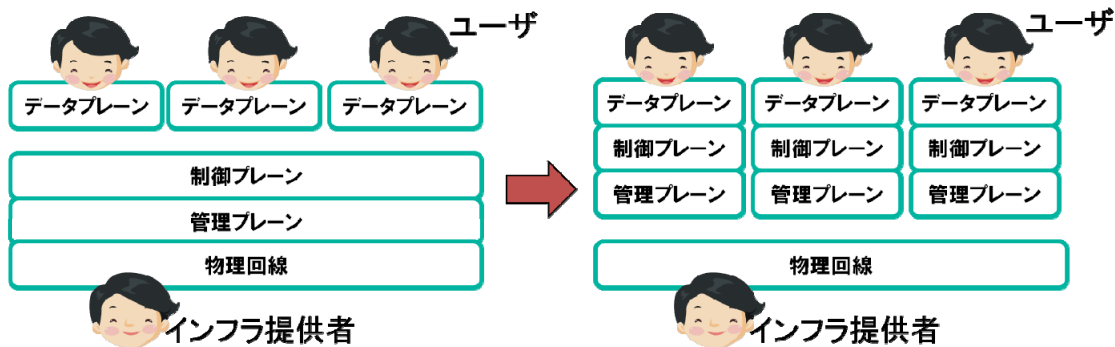 ユーザ
データプレーン データプレーン データプレーン
制御プレーン
管理プレーン
物理回線
インフラ提供者
ユーザ
データプレーン データプレーン データプレーン
制御プレーン 制御プレーン 制御プレーン
管理プレーン 管理プレーン 管理プレーン
物理回線
インフラ提供者